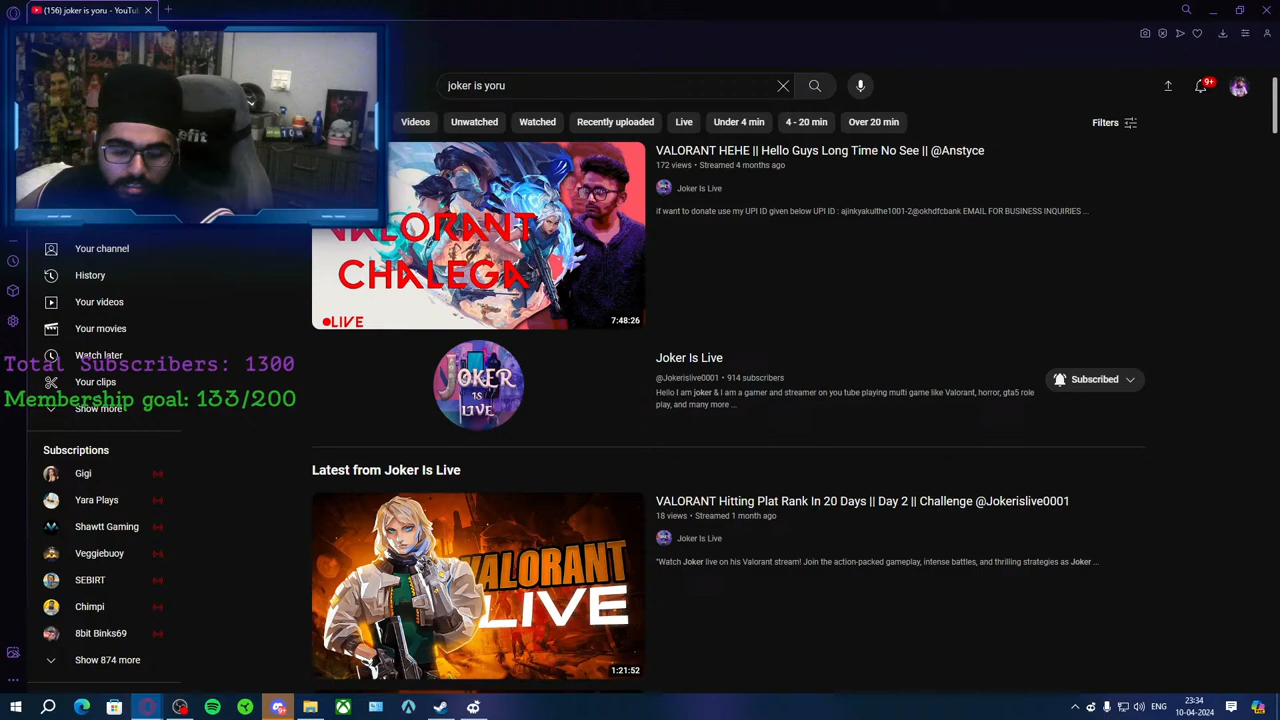 (156) joker is yoru - YouTu
joker is yoru
9+
Videos
Unwatched
Watched
Recently uploaded
Live
Under 4 min
4 - 20 min
Over 20 min
Filters
VALORANT HEHE || Hello Guys Long Time No See || @Anstyce
172 views • Streamed 4 months ago
Joker Is Live
if want to donate use my UPI ID given below UPI ID : ajinkyakulthe1001-2@okhdfcbank EMAIL FOR BUSINESS INQUIRIES ...
VALORANT
CHALEGA
LIVE
7:48:26
efit
Your channel
History
Your videos
Your movies
Watch later
Total Subscribers: 1300
Your clips
Membership goal: 133/200
Show more
JOKER
IS
LIVE
Joker Is Live
@Jokerislive0001 • 914 subscribers
Hello I am joker & I am a gamer and streamer on you tube playing multi game like Valorant, horror, gta5 role
play, and many more ...
Subscribed
Subscriptions
Gigi
Yara Plays
Shawtt Gaming
Veggiebuoy
SEBIRT
Chimpi
8bit Binks69
Show 874 more
Latest from Joker Is Live
VALORANT
LIVE
1:21:52
VALORANT Hitting Plat Rank In 20 Days || Day 2 || Challenge @Jokerislive0001
18 views • Streamed 1 month ago
Joker Is Live
"Watch Joker live on his Valorant stream! Join the action-packed gameplay, intense battles, and thrilling strategies as Joker ...
ENG
23:34
10-04-2024